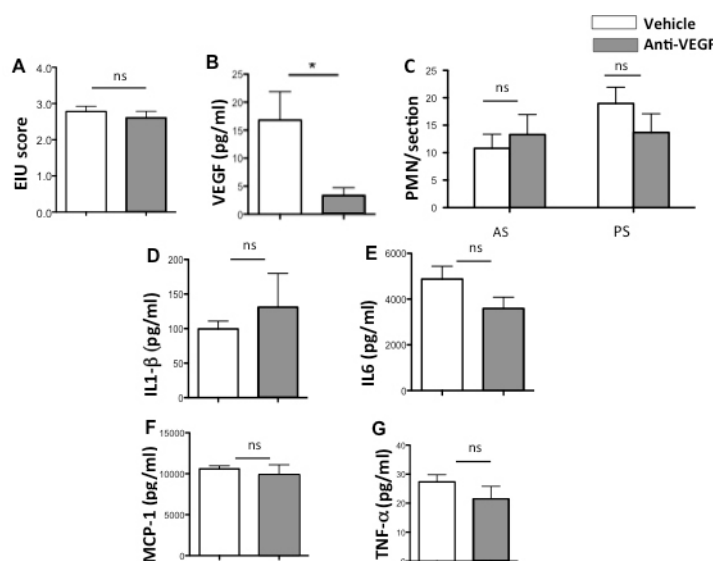 Vehicle
Anti-VEGF
A
ns
EIU score
4.0
3.0
2.0
1.0
0.0
B
*
VEGF (pg/ml)
25
20
15
10
5
0
C
ns
ns
PMN/section
25
20
15
10
5
0
AS
PS
D
ns
IL1-β (pg/ml)
200
150
100
50
0
E
ns
IL6 (pg/ml)
6000
4000
2000
0
F
ns
MCP-1 (pg/ml)
15000
10000
5000
0
G
ns
TNF-α (pg/ml)
40
30
20
10
0